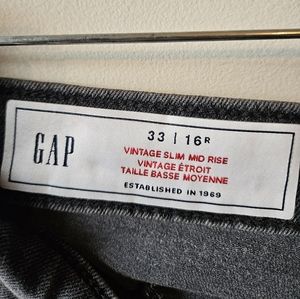 GAP
33 | 16R
VINTAGE SLIM MID RISE
VINTAGE ÉTROIT
TAILLE BASSE MOYENNE
ESTABLISHED IN 1969